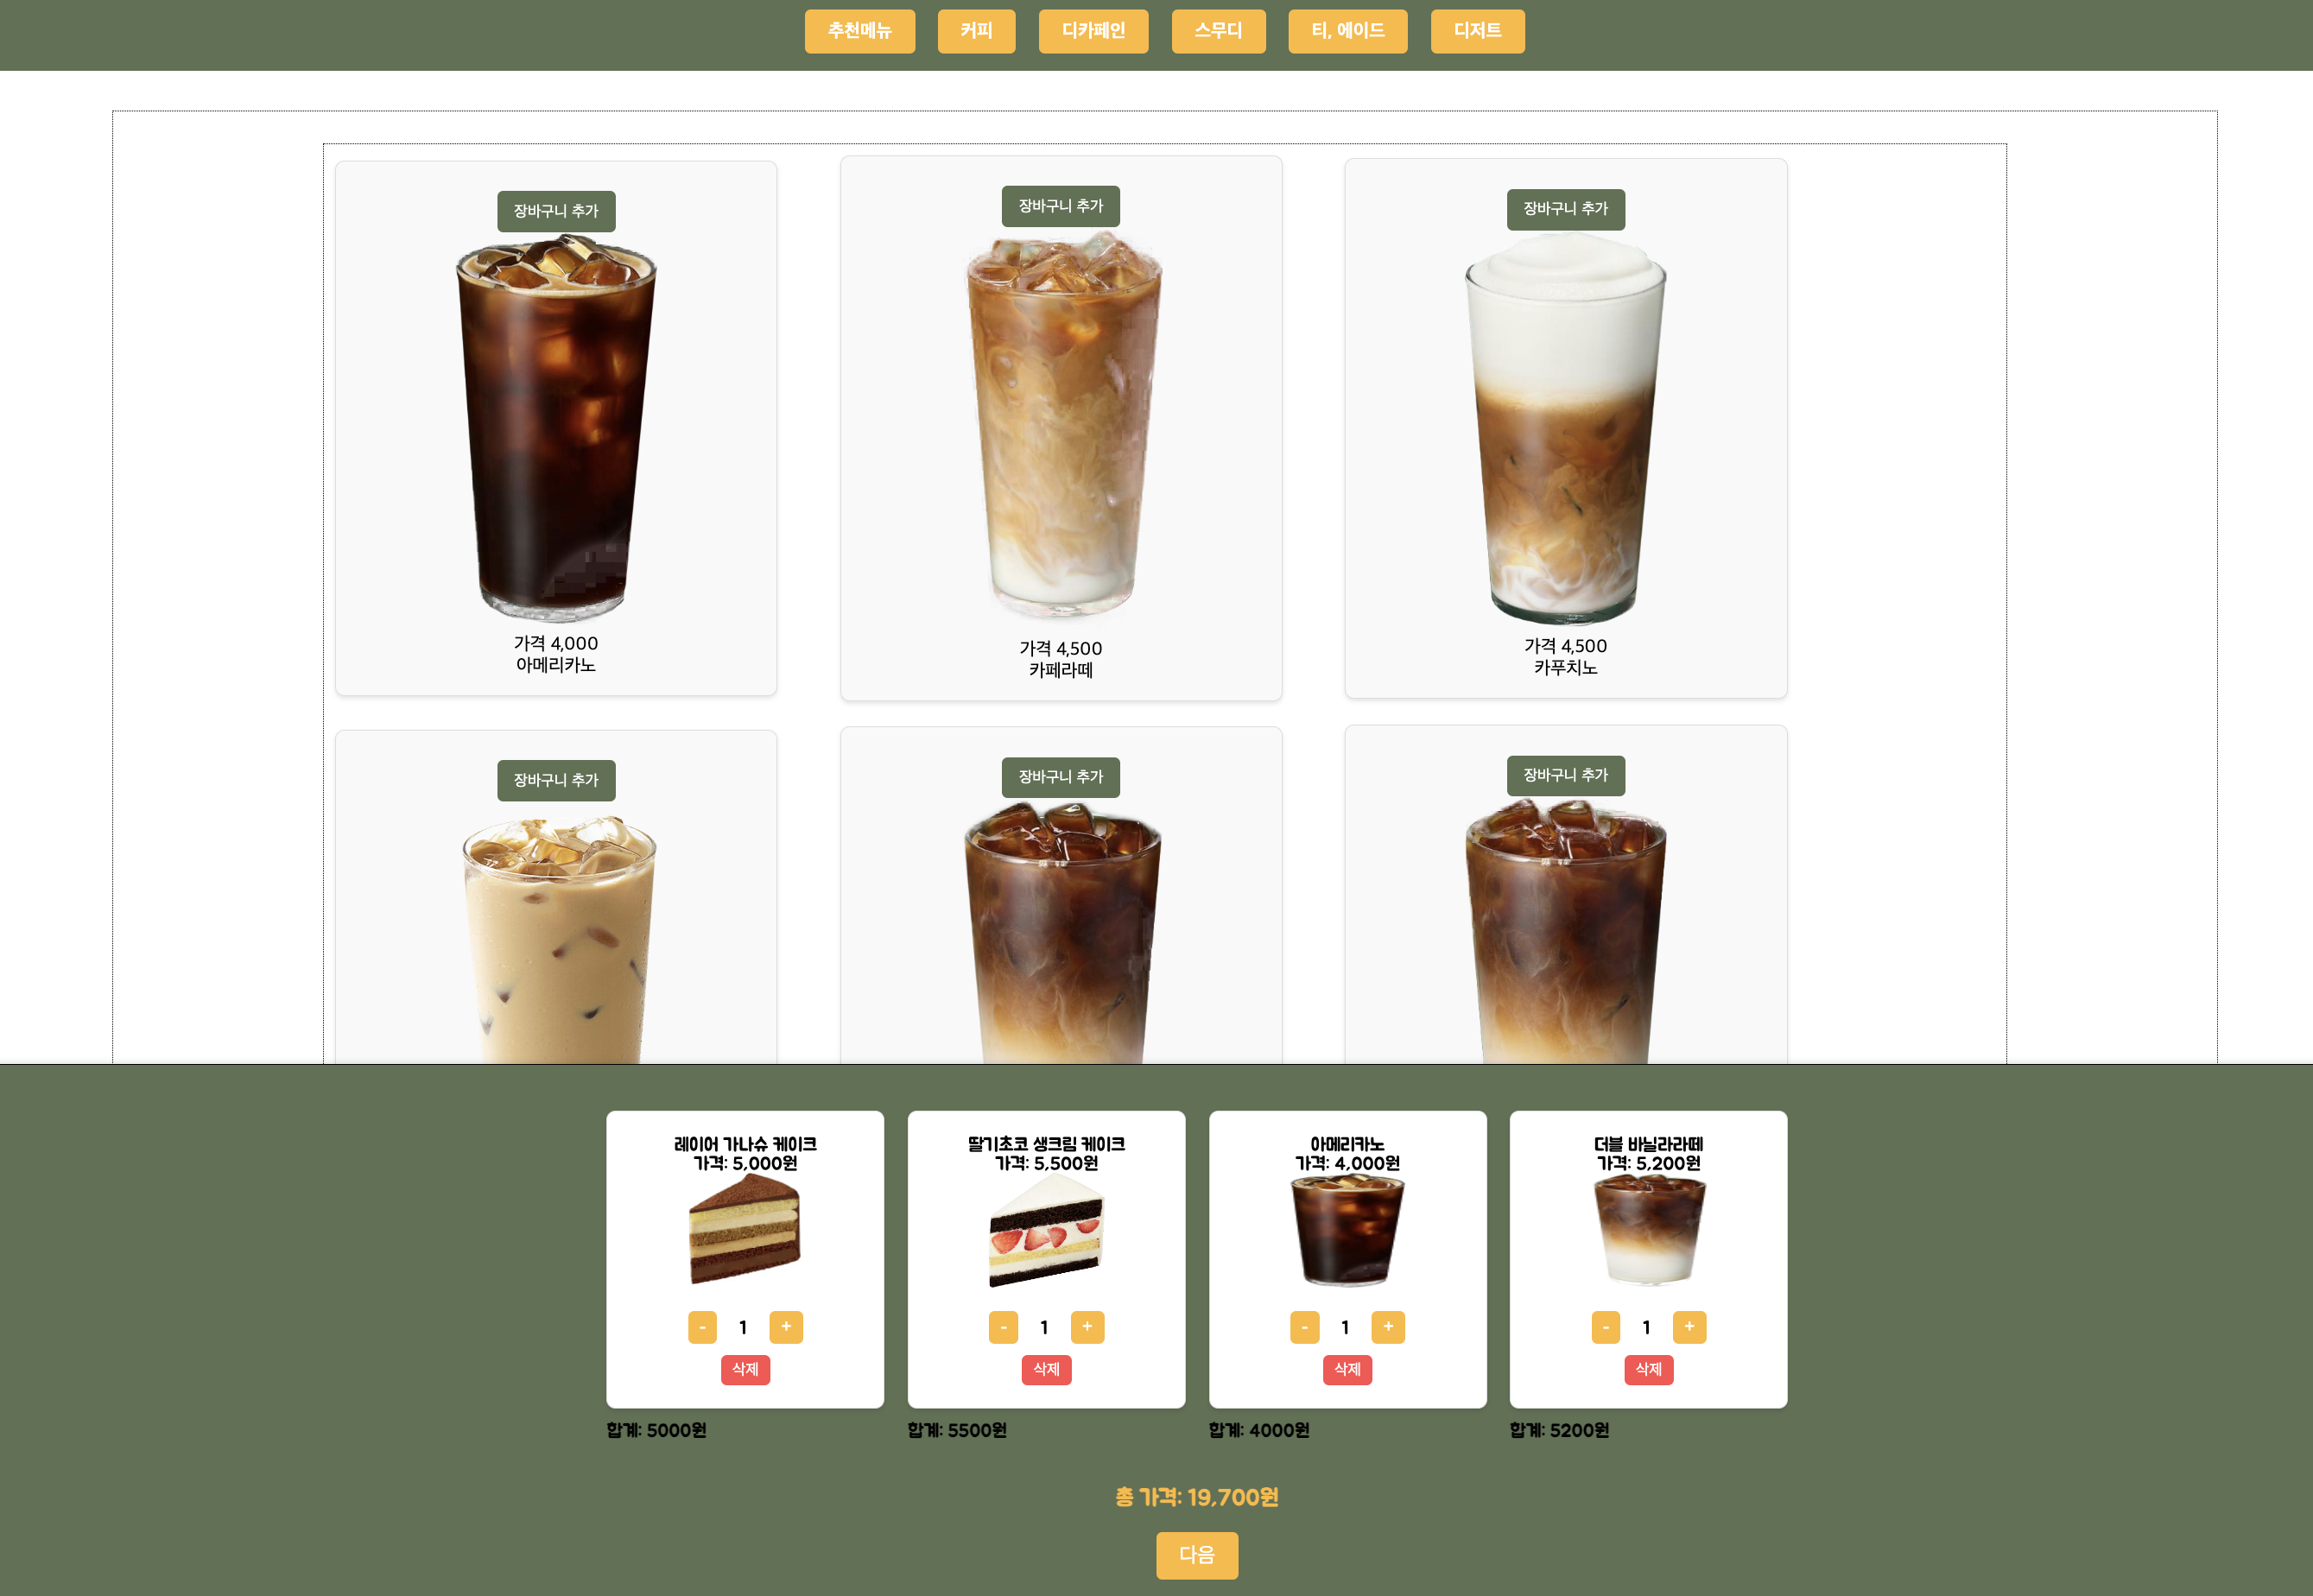 추천메뉴 커피 디카페인 스무디 티, 에이드 디저트
장바구니 추가 장바구니 추가 장바구니 추가
가격 4,000 가격 4,500 가격 4,500
아메리카노 카페라떼 카푸치노
장바구니 추가 장바구니 추가 장바구니 추가
레이어 가나슈 케이크 딸기초코 생크림 케이크 아메리카노 더블 바닐라라떼
가격: 5,000원 가격: 5,500원 가격: 4,000원 가격: 5,200원
- 1 + - 1 + - 1 + - 1 +
삭제 삭제 삭제 삭제
합계: 5000원 합계: 5500원 합계: 4000원 합계: 5200원
총 가격: 19,700원
다음